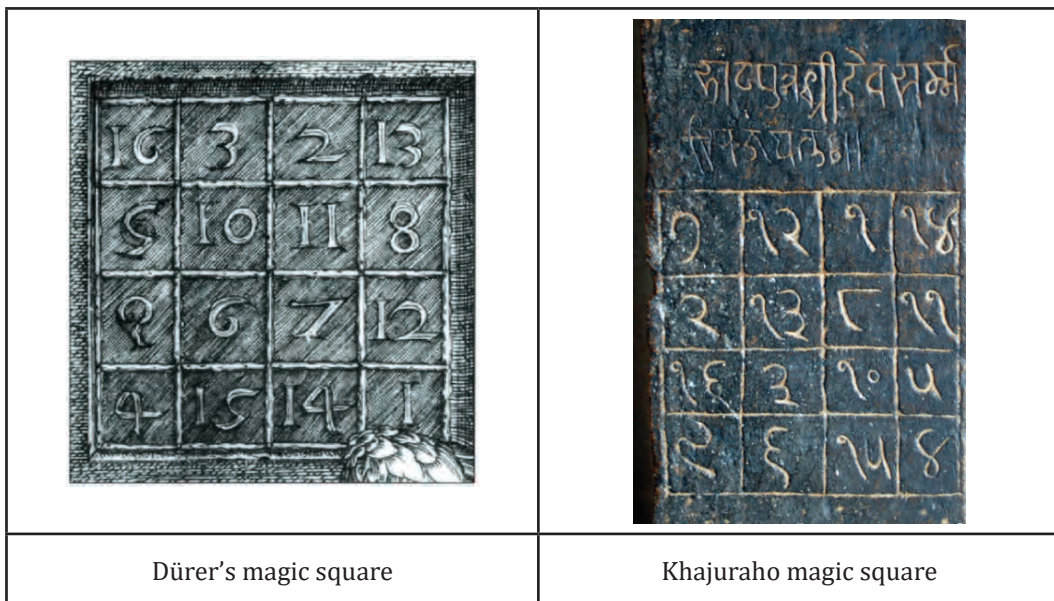 16 3 2 13
5 10 11 8
9 6 7 12
4 15 14 1
पुत्रश्रीदेवसर्म्म
७ १२ १ १४
२ १३ ८ ११
१६ ३ १० ५
९ ६ १५ ४
Dürer's magic square
Khajuraho magic square